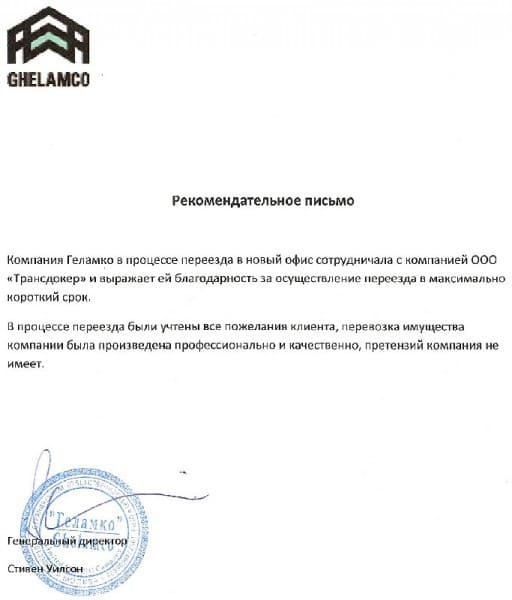 GHELAMCO
Рекомендательное письмо
Компания Геламко в процессе переезда в новый офис сотрудничала с компанией ООО
«Трансдокер» и выражает ей благодарность за осуществление переезда в максимально
короткий срок.
В процессе переезда были учтены все пожелания клиента, перевозка имущества
компании была произведена профессионально и качественно, претензий компания не
имеет.
"Геламко"
Ghelamco
Генеральный директор
Стивен Уилсон